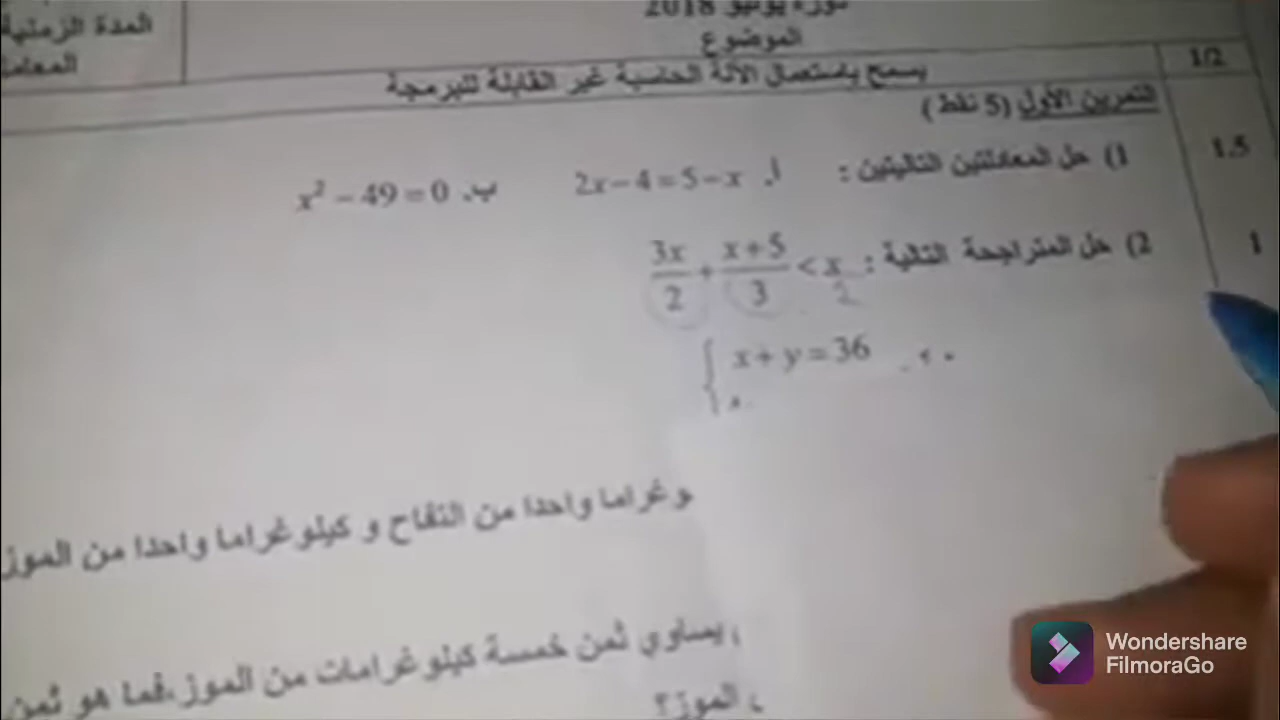 دورة يونيو 2018
المدة الزمنية
الموضوع
1/2
يسمح باستعمال الآلة الحاسبة غير القابلة للبرمجة
التمرين الأول (5 نقط)
1.5
1) حل المعادلتين التاليتين : أ. 2x-4=5-x ب. x²-49=0
1
2) حل المتراجحة التالية : 3x/2 + x+5/3 < x
x+y=36
واحدا من التفاح و كيلوغراما واحدا من الموز
يساوي ثمن خمسة كيلوغرامات من الموز،فما هو ثمن
الموز؟
Wondershare
FilmoraGo